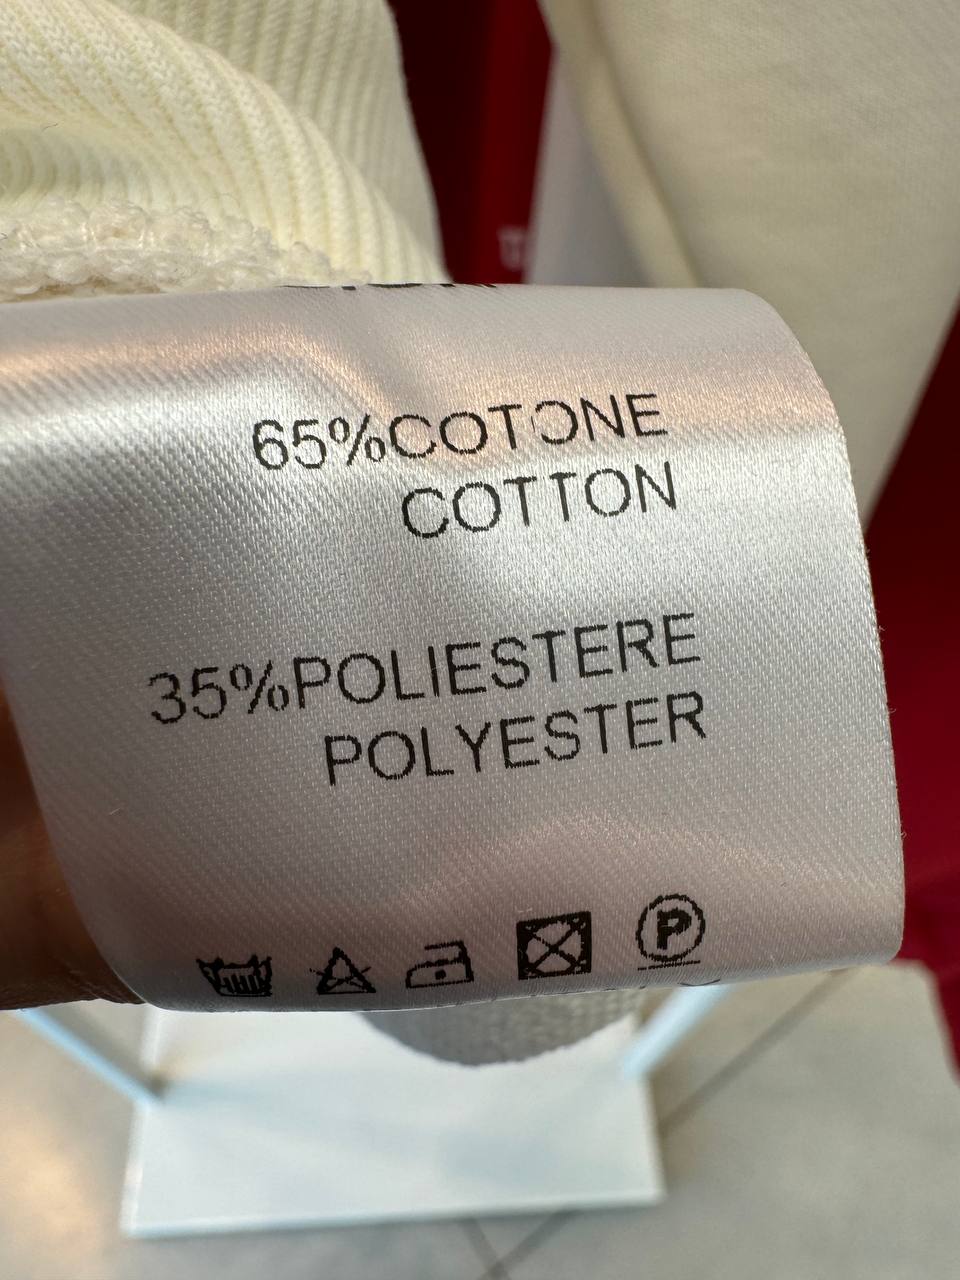 65%COTONE
COTTON
35%POLIESTERE
POLYESTER
P